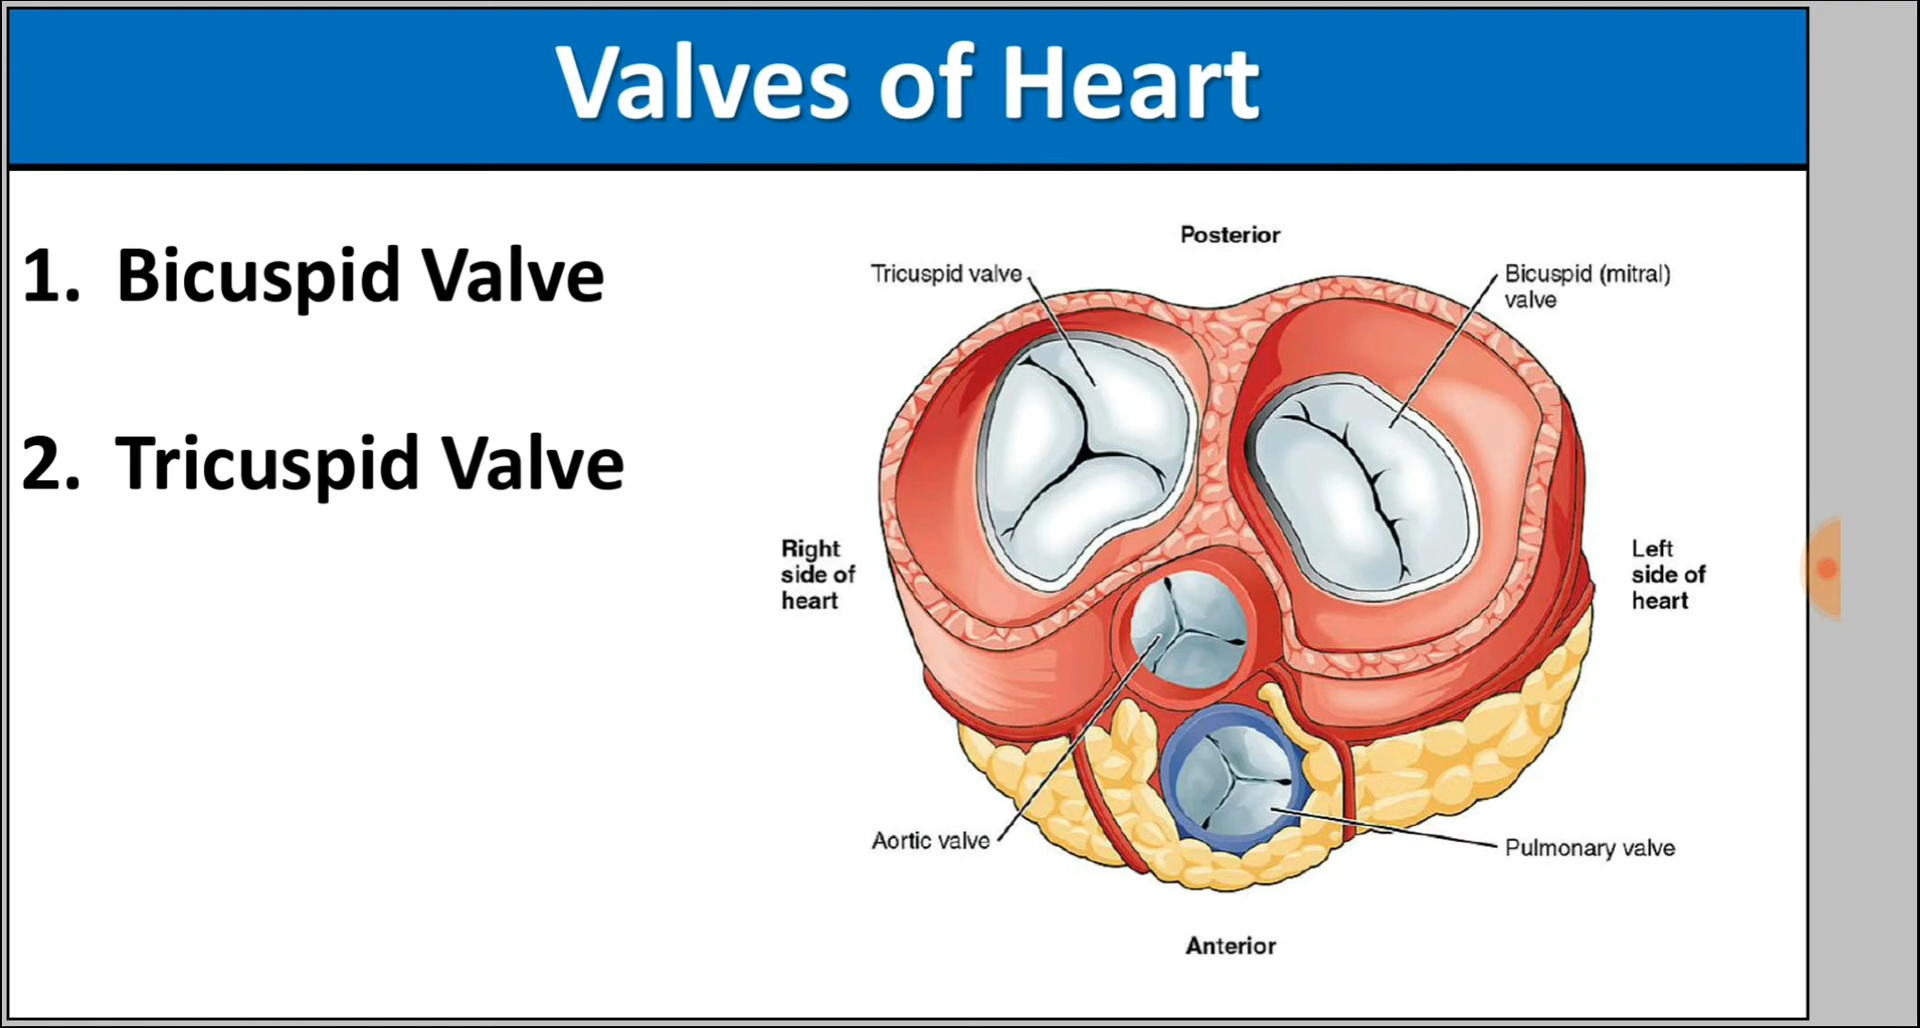 Valves of Heart
1. Bicuspid Valve
2. Tricuspid Valve
Posterior
Tricuspid valve
Bicuspid (mitral)
valve
Right
side of
heart
Left
side of
heart
Aortic valve
Pulmonary valve
Anterior